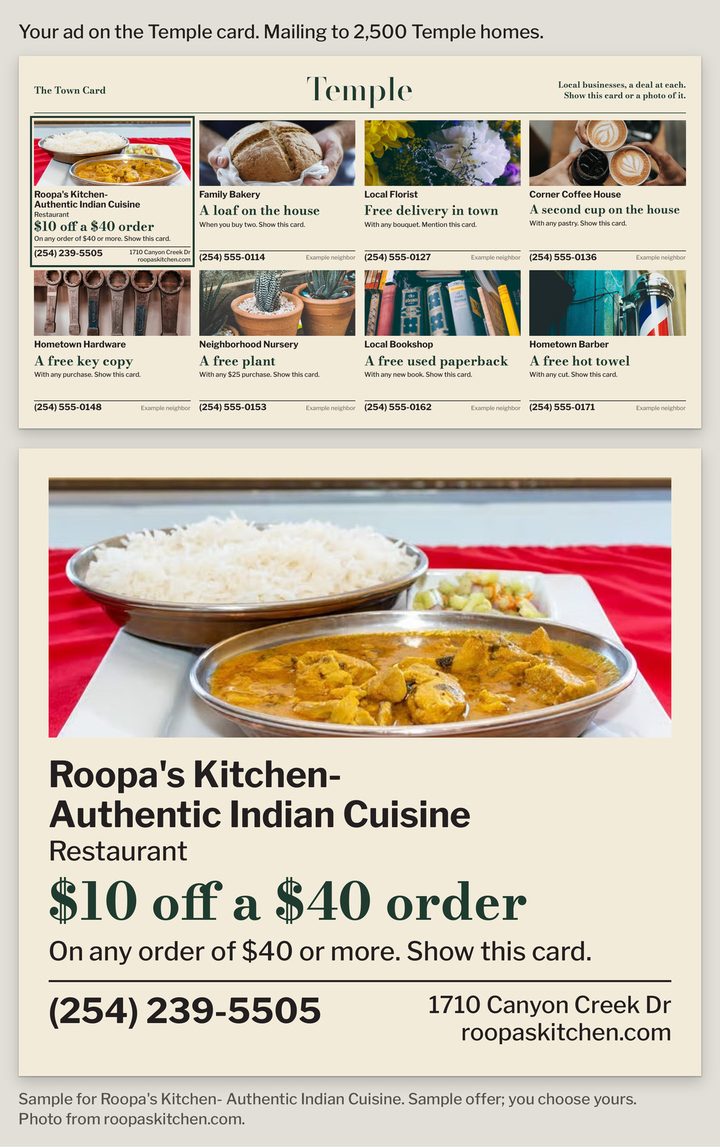 Your ad on the Temple card. Mailing to 2,500 Temple homes.
The Town Card
Temple
Local businesses, a deal at each.
Show this card or a photo of it.
Roopa's Kitchen-
Authentic Indian Cuisine
Restaurant
$10 off a $40 order
On any order of $40 or more. Show this card.
(254) 239-5505
1710 Canyon Creek Dr
roopaskitchen.com
Family Bakery
A loaf on the house
When you buy two. Show this card.
(254) 555-0114
Example neighbor
Local Florist
Free delivery in town
With any bouquet. Mention this card.
(254) 555-0127
Example neighbor
Corner Coffee House
A second cup on the house
With any pastry. Show this card.
(254) 555-0136
Example neighbor
Hometown Hardware
A free key copy
With any purchase. Show this card.
(254) 555-0148
Example neighbor
Neighborhood Nursery
A free plant
With any $25 purchase. Show this card.
(254) 555-0153
Example neighbor
Local Bookshop
A free used paperback
With any new book. Show this card.
(254) 555-0162
Example neighbor
Hometown Barber
A free hot towel
With any cut. Show this card.
(254) 555-0171
Example neighbor
Roopa's Kitchen-
Authentic Indian Cuisine
Restaurant
$10 off a $40 order
On any order of $40 or more. Show this card.
(254) 239-5505
1710 Canyon Creek Dr
roopaskitchen.com
Sample for Roopa's Kitchen- Authentic Indian Cuisine. Sample offer; you choose yours.
Photo from roopaskitchen.com.